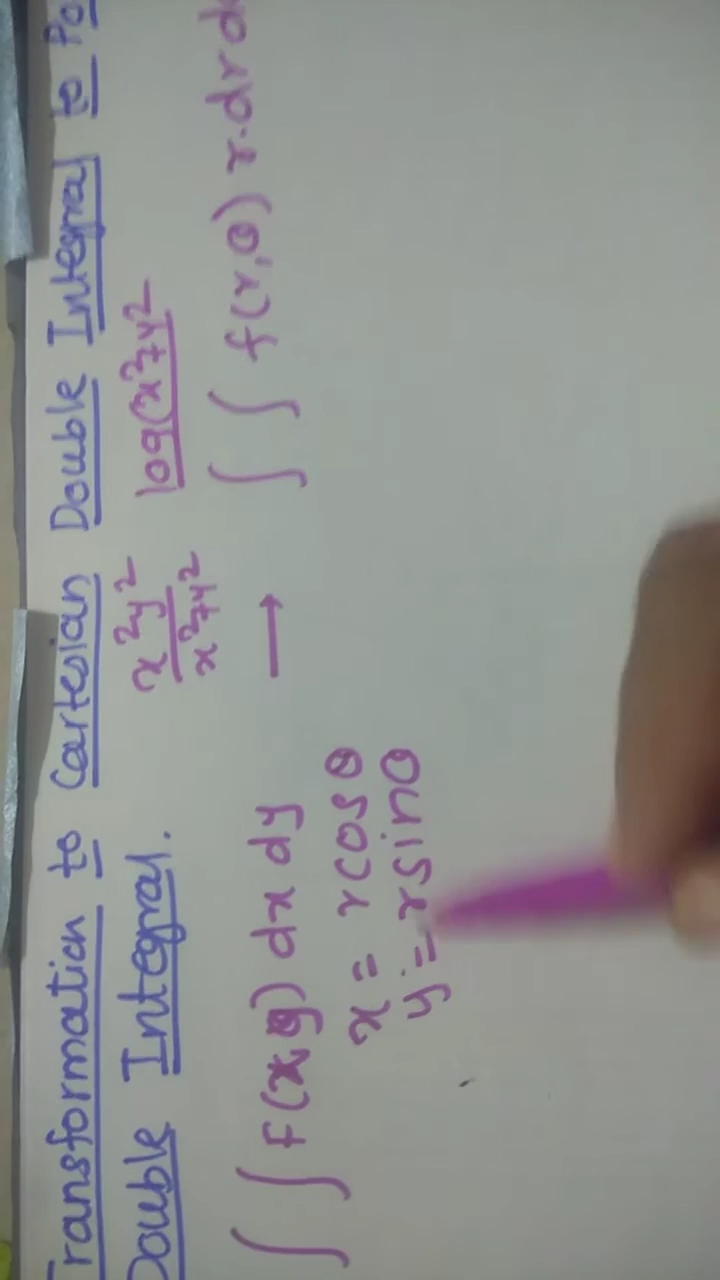 Transformation to Cartesian Double Integral to Po
Double Integral. x²y²/x²+y² log(x²+y²
∫∫ f(x,y) dx dy → ∫∫ f(r,θ) r.dr d
x = r cos θ
y = r sin θ